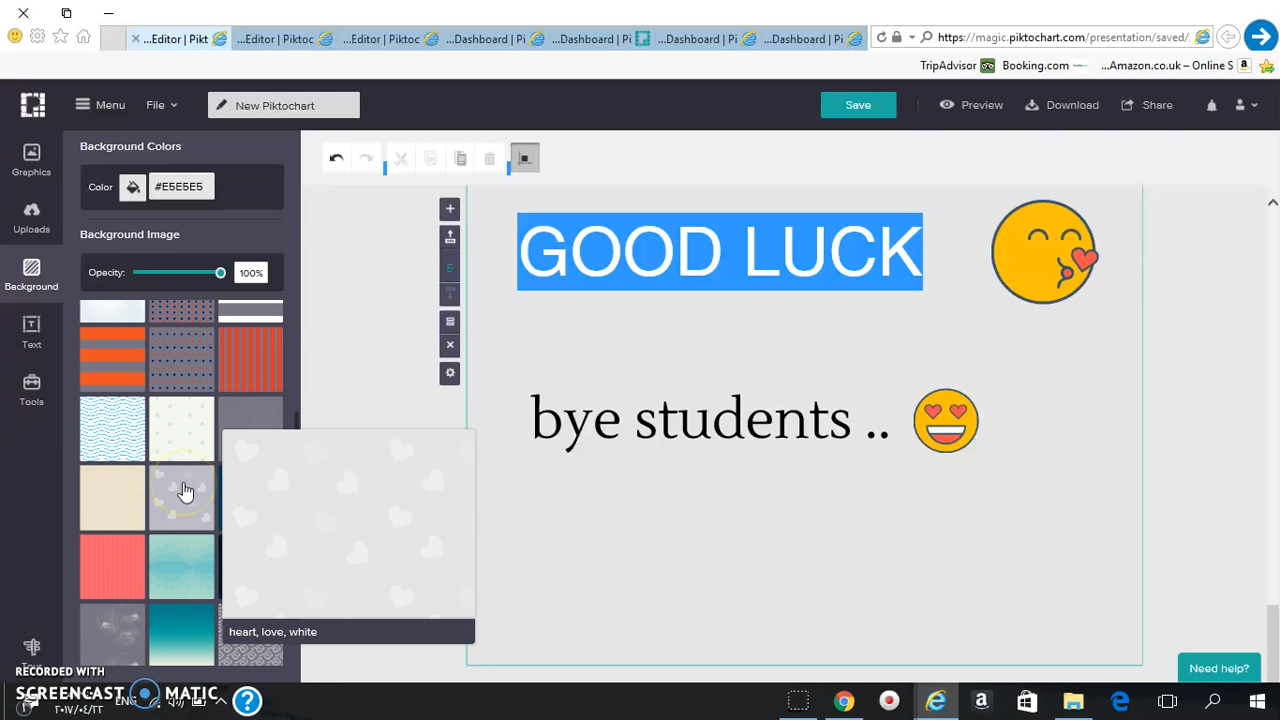 ...Editor | Pikt
...Editor | Piktoc
...Editor | Piktoc
...Dashboard | Pi
...Dashboard | Pi
...Dashboard | Pi
...Dashboard | Pi
https://magic.piktochart.com/presentation/saved/
TripAdvisor
Booking.com
...Amazon.co.uk – Online S
Menu
File
New Piktochart
Save
Preview
Download
Share
Background Colors
Color
#E5E5E5
Background Image
Opacity:
100%
Graphics
Uploads
Background
Text
Tools
GOOD LUCK
bye students ..
heart, love, white
Need help?
RECORDED WITH
SCREENCAST MATIC
ENG
٢٠١٧/٠٤/٢٣